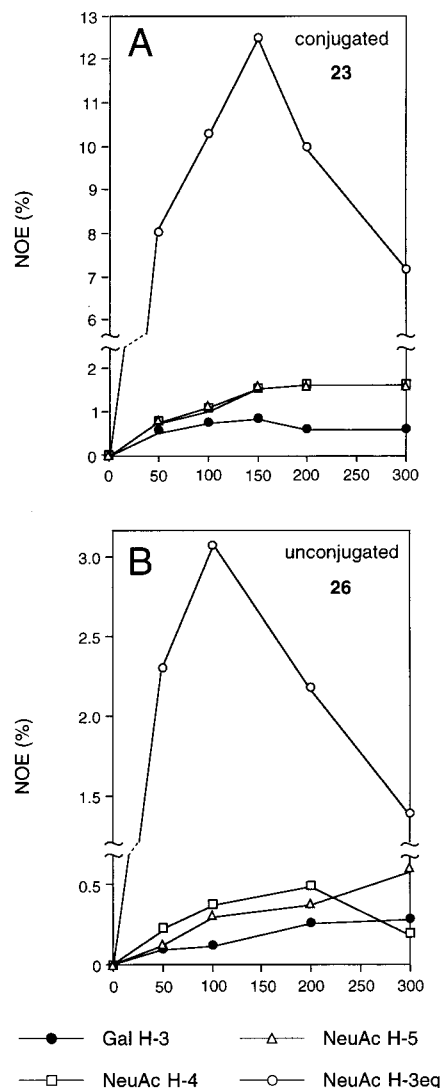 13
A
conjugated
12
23
11
10
9
8
7
6
NOE (%)
2
1
0
0 50 100 150 200 250 300
B
unconjugated
3.0
26
2.5
2.0
1.5
NOE (%)
0.5
0
0 50 100 150 200 250 300
Gal H-3
NeuAc H-5
NeuAc H-4
NeuAc H-3eq